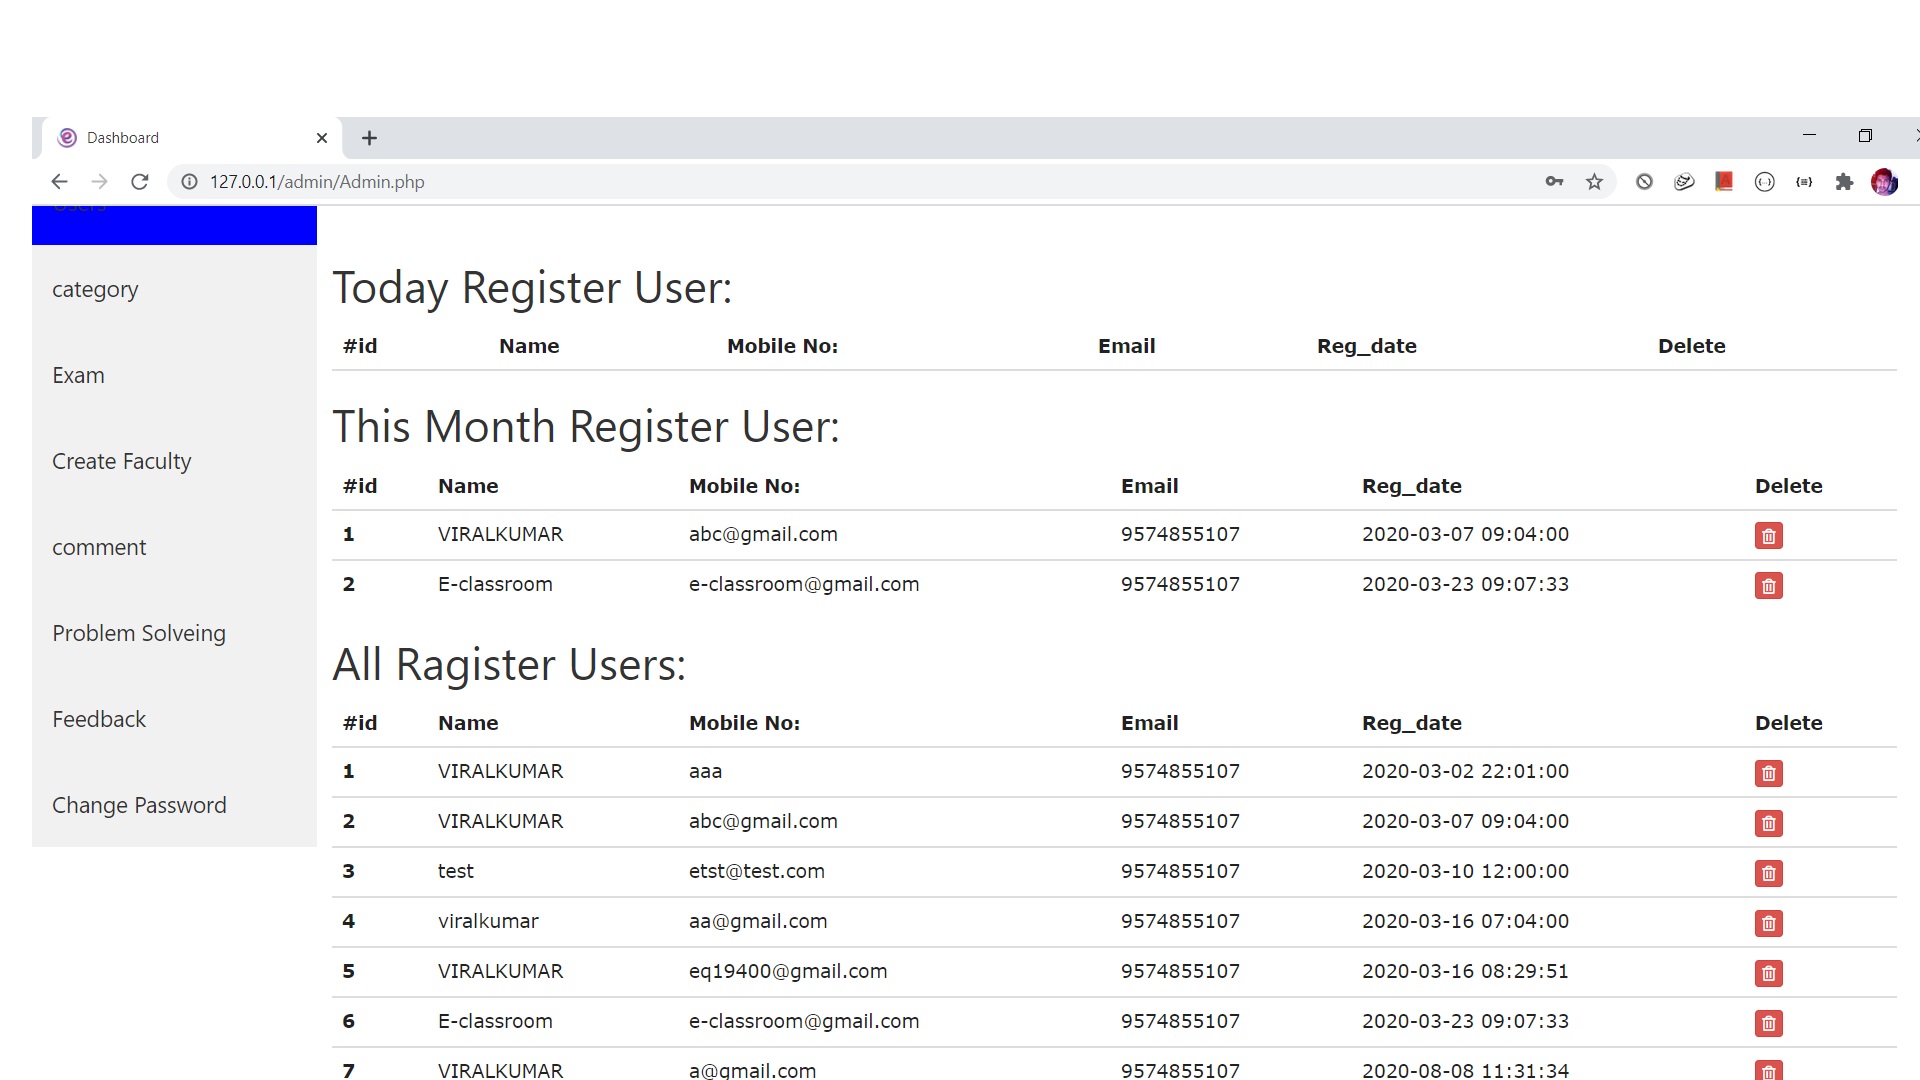 Dashboard
127.0.0.1/admin/Admin.php
Users
category
Exam
Create Faculty
comment
Problem Solveing
Feedback
Change Password
Today Register User:
#id Name Mobile No: Email Reg_date Delete
This Month Register User:
#id Name Mobile No: Email Reg_date Delete
1 VIRALKUMAR abc@gmail.com 9574855107 2020-03-07 09:04:00
2 E-classroom e-classroom@gmail.com 9574855107 2020-03-23 09:07:33
All Ragister Users:
#id Name Mobile No: Email Reg_date Delete
1 VIRALKUMAR aaa 9574855107 2020-03-02 22:01:00
2 VIRALKUMAR abc@gmail.com 9574855107 2020-03-07 09:04:00
3 test etst@test.com 9574855107 2020-03-10 12:00:00
4 viralkumar aa@gmail.com 9574855107 2020-03-16 07:04:00
5 VIRALKUMAR eq19400@gmail.com 9574855107 2020-03-16 08:29:51
6 E-classroom e-classroom@gmail.com 9574855107 2020-03-23 09:07:33
7 VIRALKUMAR a@gmail.com 9574855107 2020-08-08 11:31:34